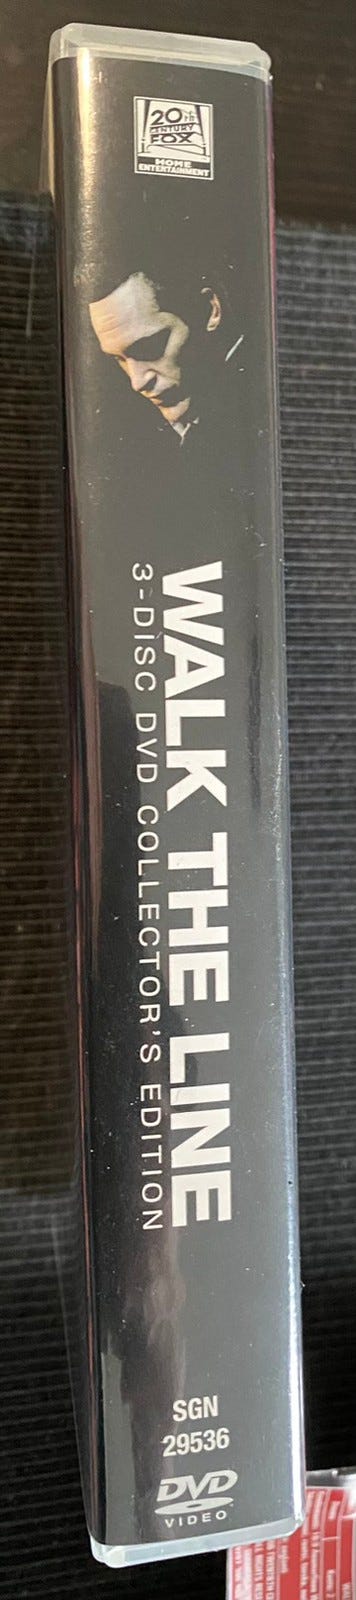 20th
CENTURY
FOX
HOME
ENTERTAINMENT
WALK THE LINE
3-DISC DVD COLLECTOR'S EDITION
SGN
29536
DVD
VIDEO